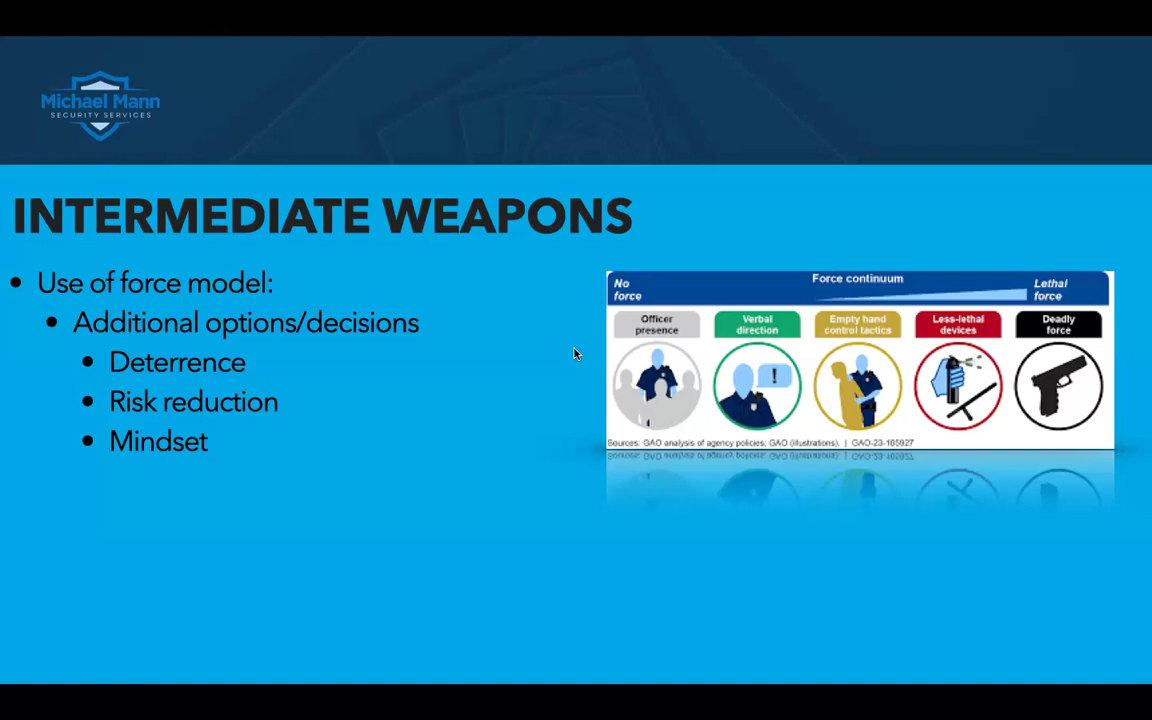 Michael Mann
SECURITY SERVICES
INTERMEDIATE WEAPONS
• Use of force model:
• Additional options/decisions
• Deterrence
• Risk reduction
• Mindset
No force
Force continuum
Lethal force
Officer presence
Verbal direction
Empty hand control tactics
Less-lethal devices
Deadly force
!
Sources: GAO analysis of agency policies; GAO (illustrations). | GAO-23-105927